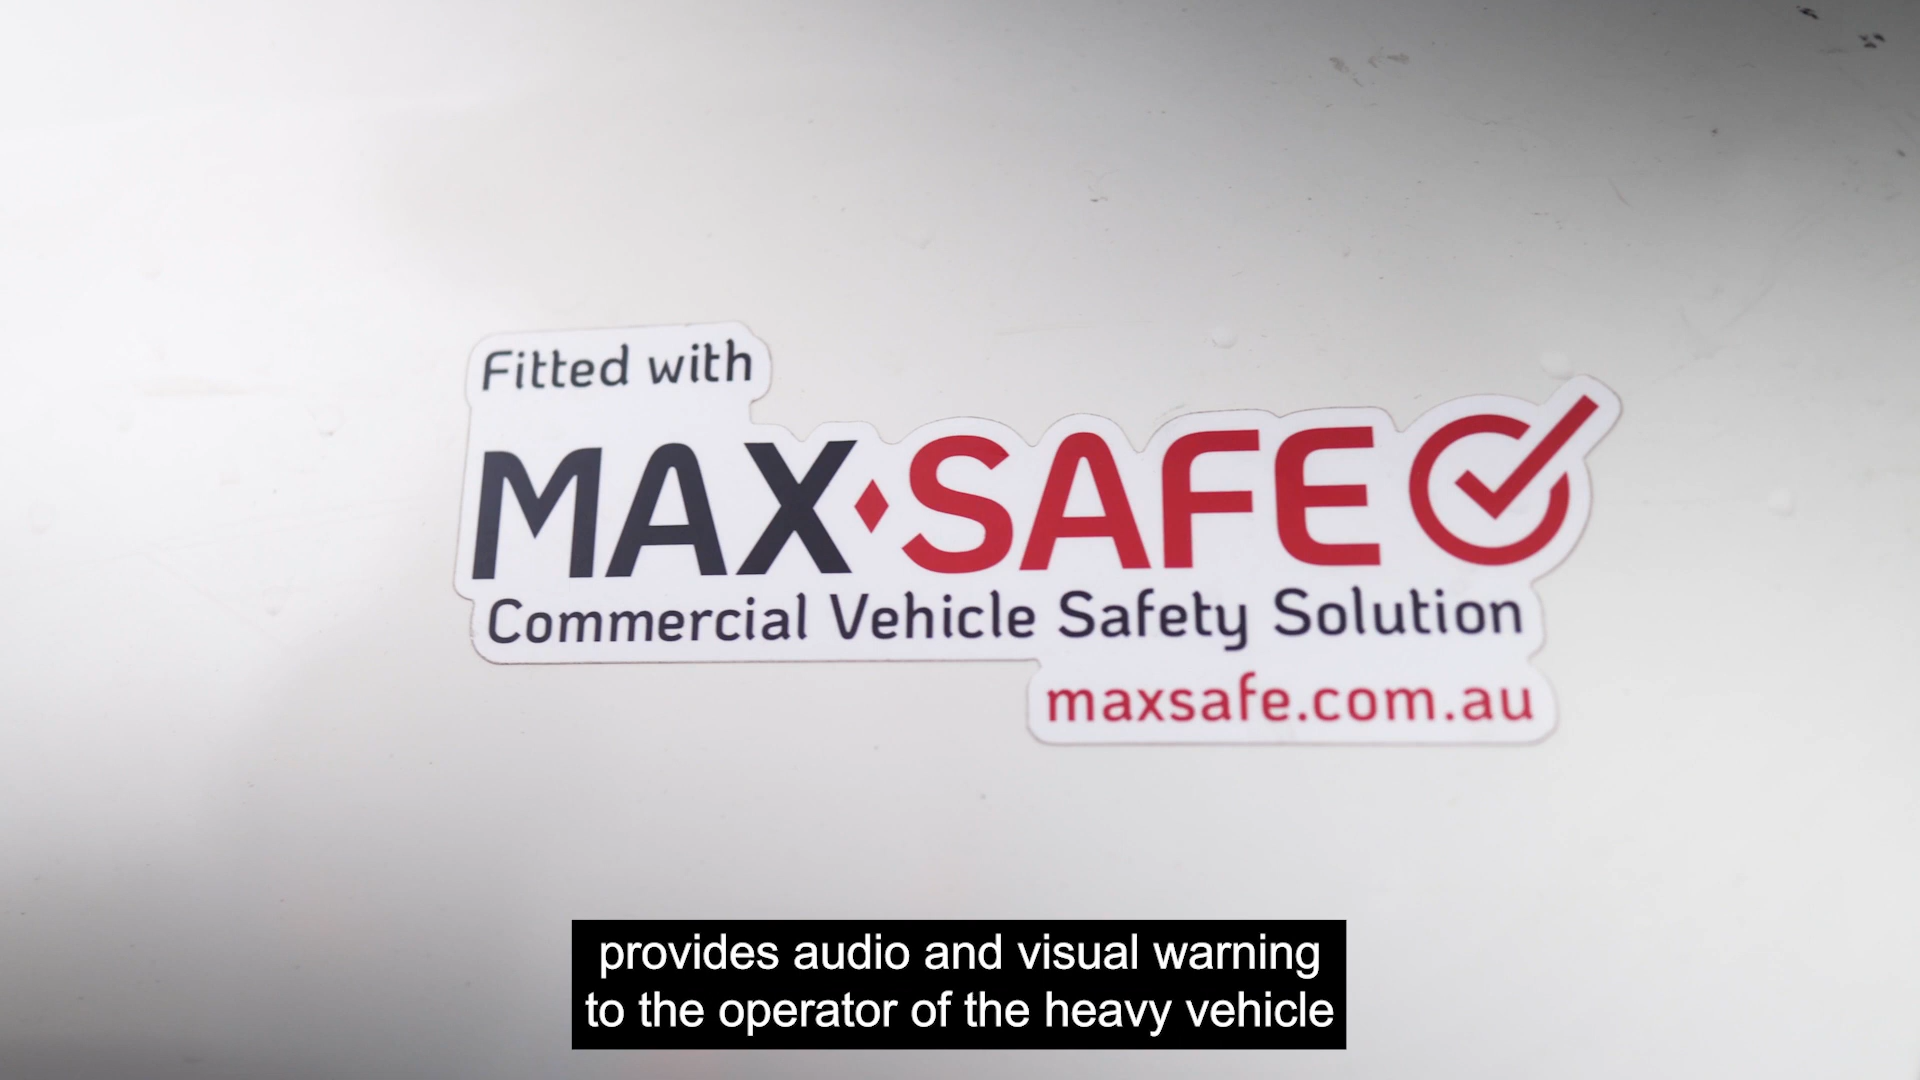 Fitted with
MAX♦SAFE
Commercial Vehicle Safety Solution
maxsafe.com.au
provides audio and visual warning
to the operator of the heavy vehicle